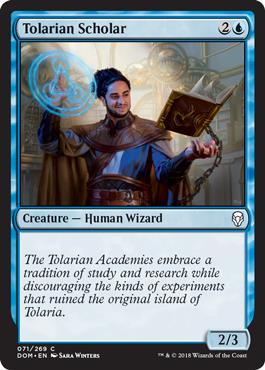 Tolarian Scholar 2
Creature — Human Wizard
The Tolarian Academies embrace a
tradition of study and research while
discouraging the kinds of experiments
that ruined the original island of
Tolaria.
2/3
071/269 C
DOM • EN Sara Winters
™ & © 2018 Wizards of the Coast